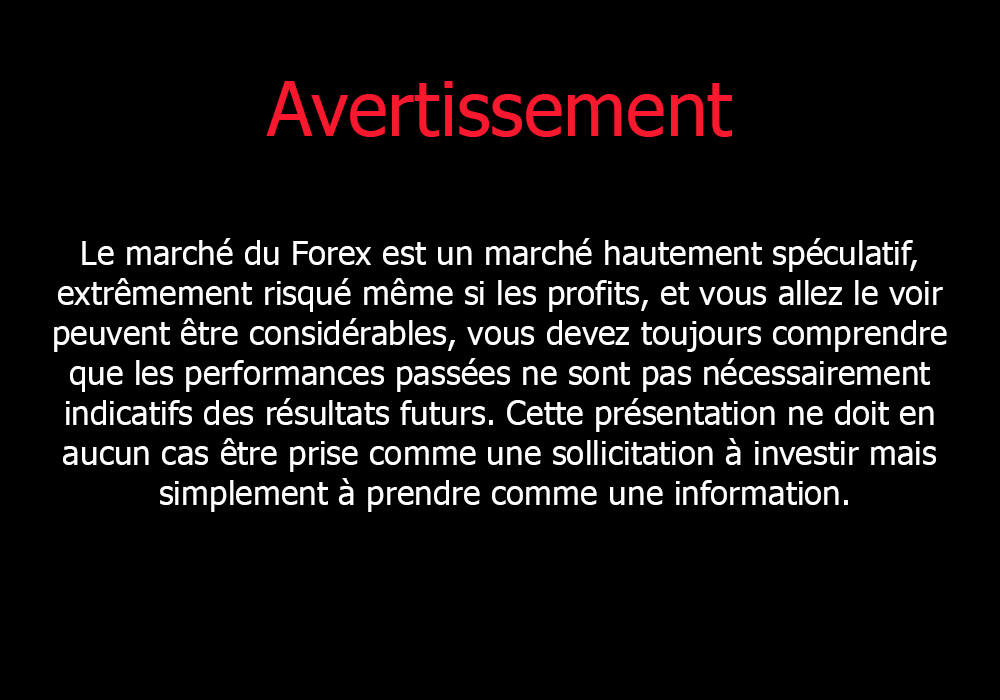 Avertissement
Le marché du Forex est un marché hautement spéculatif,
extrêmement risqué même si les profits, et vous allez le voir
peuvent être considérables, vous devez toujours comprendre
que les performances passées ne sont pas nécessairement
indicatifs des résultats futurs. Cette présentation ne doit en
aucun cas être prise comme une sollicitation à investir mais
simplement à prendre comme une information.